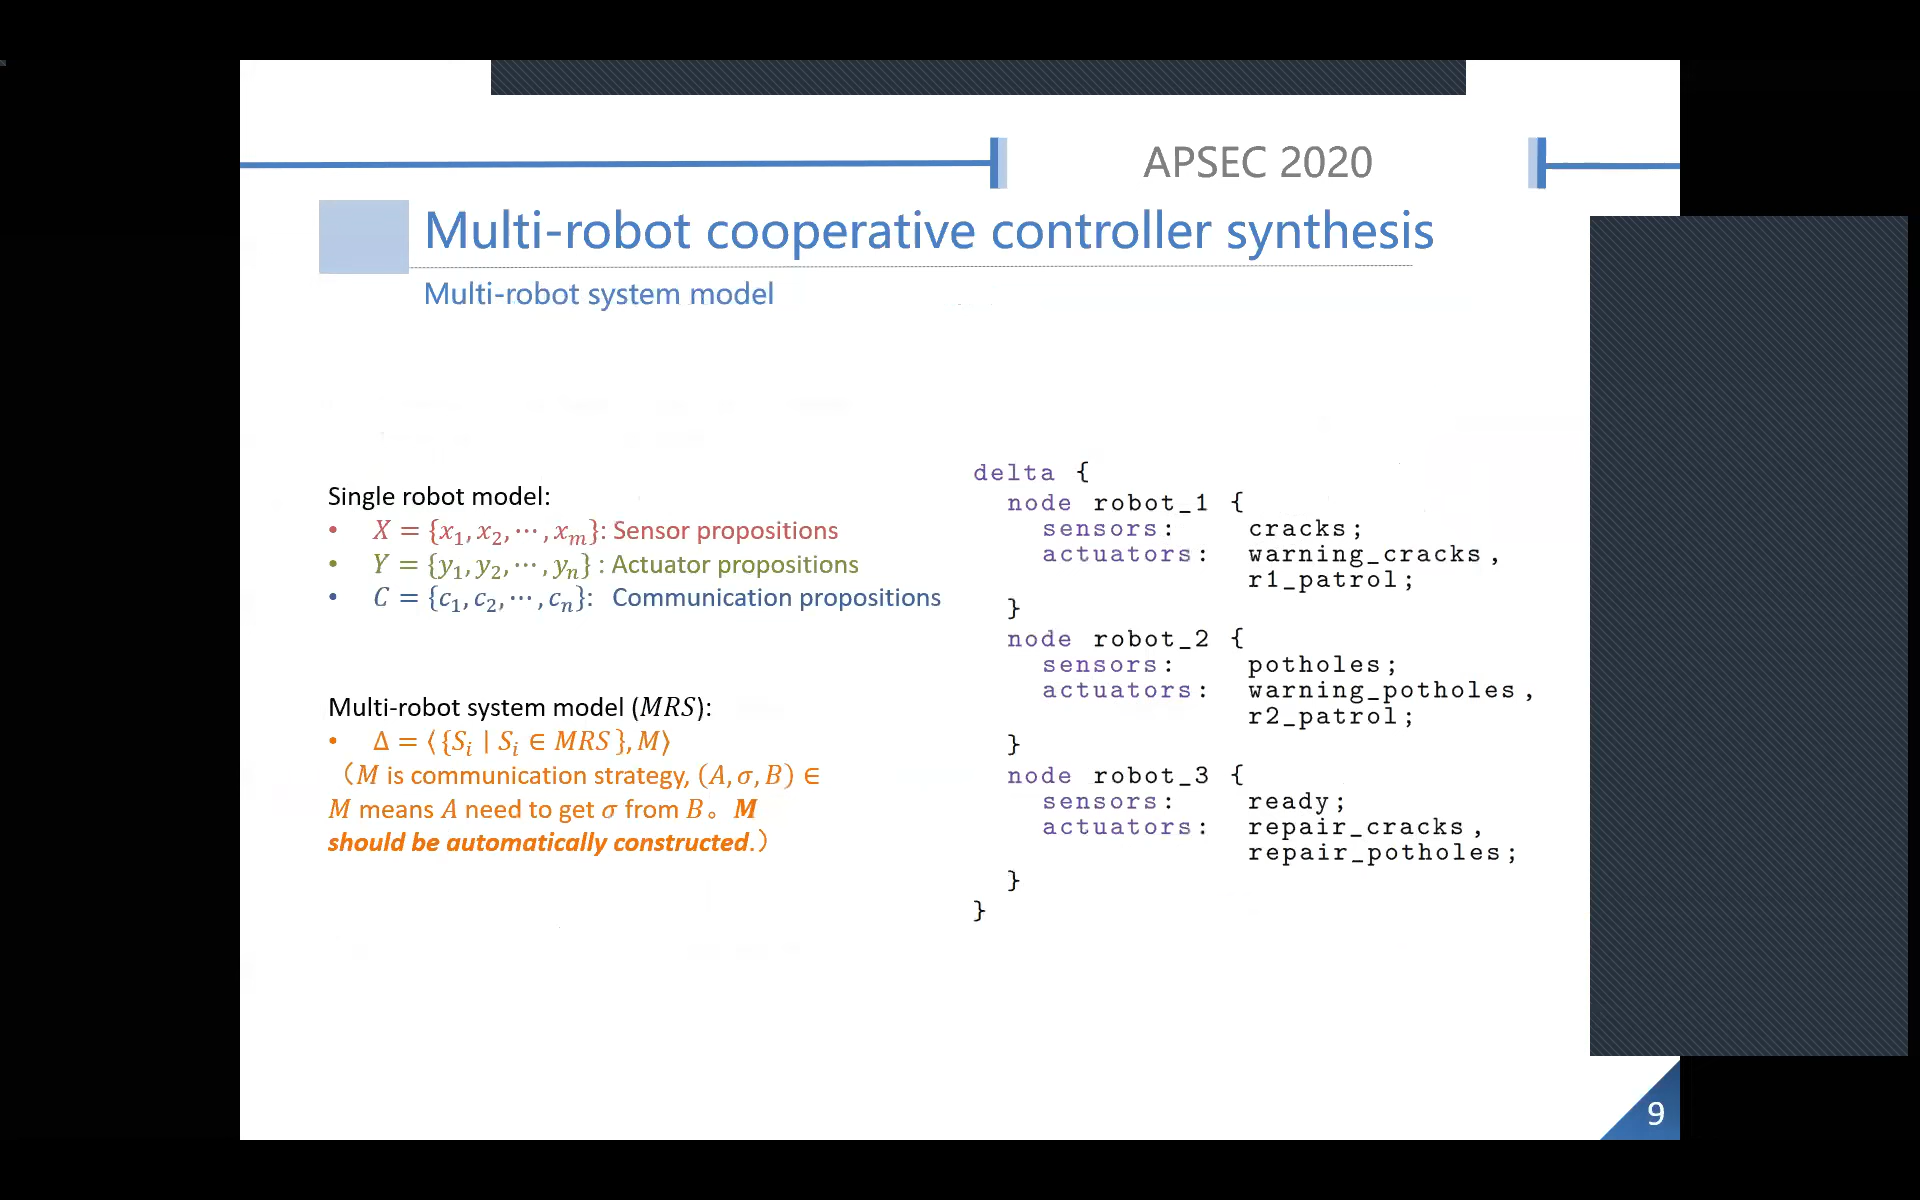 APSEC 2020
Multi-robot cooperative controller synthesis
Multi-robot system model
Single robot model:
• X = {x₁, x₂, ⋯ , xₘ}: Sensor propositions
• Y = {y₁, y₂, ⋯ , yₙ} : Actuator propositions
• C = {c₁, c₂, ⋯ , cₙ}: Communication propositions
Multi-robot system model (MRS):
• Δ = ⟨ {Sᵢ ∣ Sᵢ ∈ MRS }, M⟩
（M is communication strategy, (A, σ, B) ∈
M means A need to get σ from B 。 M
should be automatically constructed.）
delta {
node robot_1 {
sensors: cracks;
actuators: warning_cracks,
r1_patrol;
}
node robot_2 {
sensors: potholes;
actuators: warning_potholes,
r2_patrol;
}
node robot_3 {
sensors: ready;
actuators: repair_cracks,
repair_potholes;
}
}
9